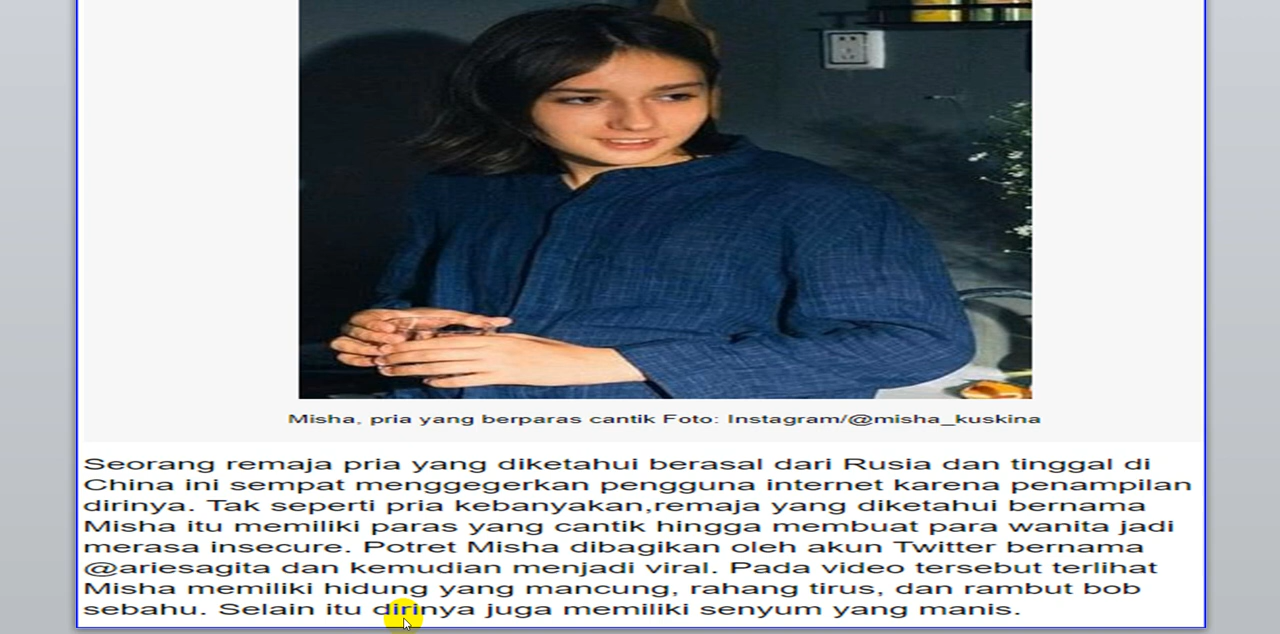 Misha, pria yang berparas cantik Foto: Instagram/@misha_kuskina
Seorang remaja pria yang diketahui berasal dari Rusia dan tinggal di
China ini sempat menggegerkan pengguna internet karena penampilan
dirinya. Tak seperti pria kebanyakan,remaja yang diketahui bernama
Misha itu memiliki paras yang cantik hingga membuat para wanita jadi
merasa insecure. Potret Misha dibagikan oleh akun Twitter bernama
@ariesagita dan kemudian menjadi viral. Pada video tersebut terlihat
Misha memiliki hidung yang mancung, rahang tirus, dan rambut bob
sebahu. Selain itu dirinya juga memiliki senyum yang manis.